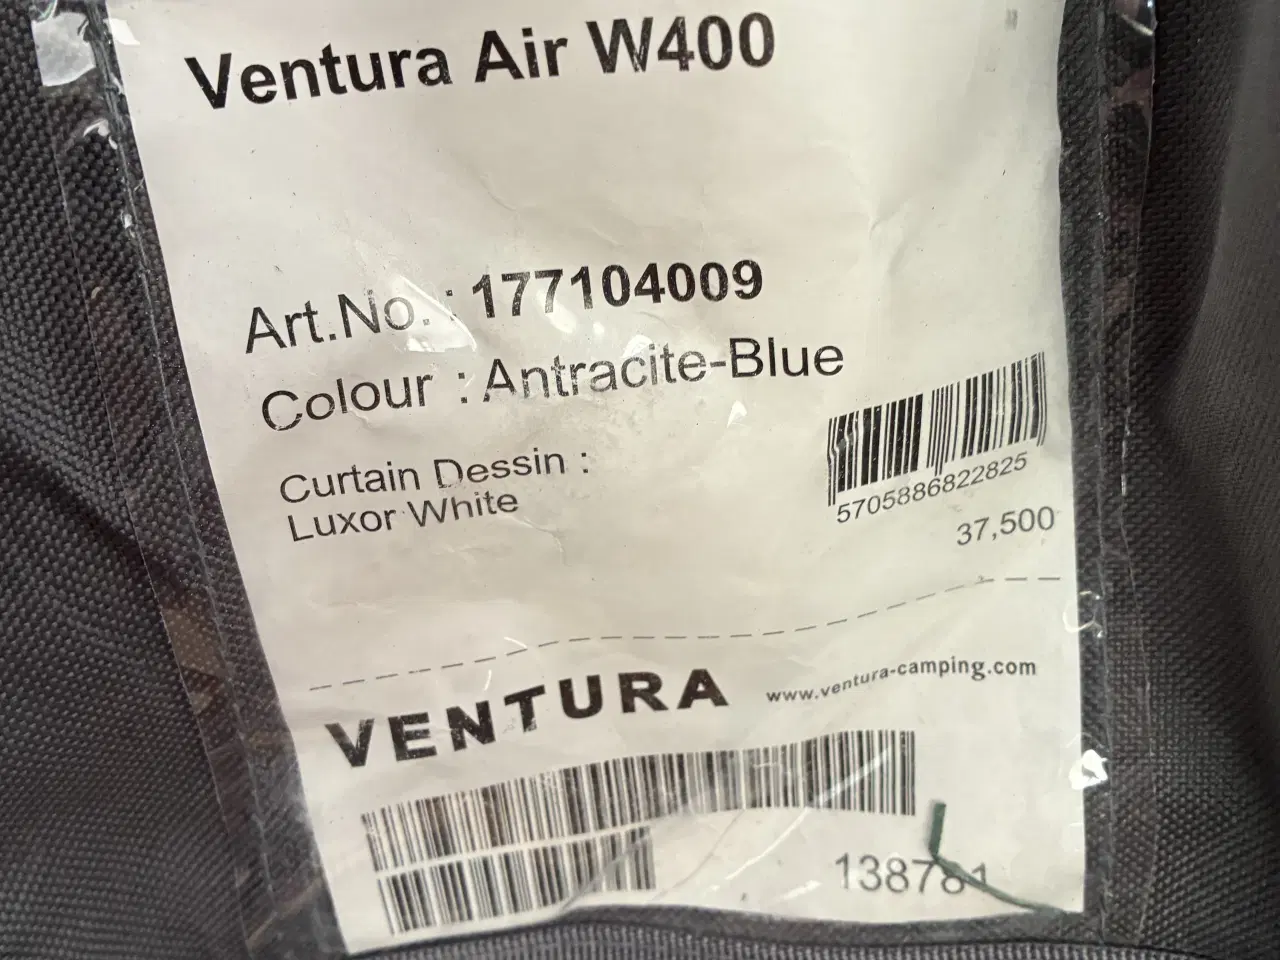 Ventura Air W400
Art.No. : 177104009
Colour : Antracite-Blue
Curtain Dessin :
Luxor White
5705886822825
37,500
VENTURA www.ventura-camping.com
138781